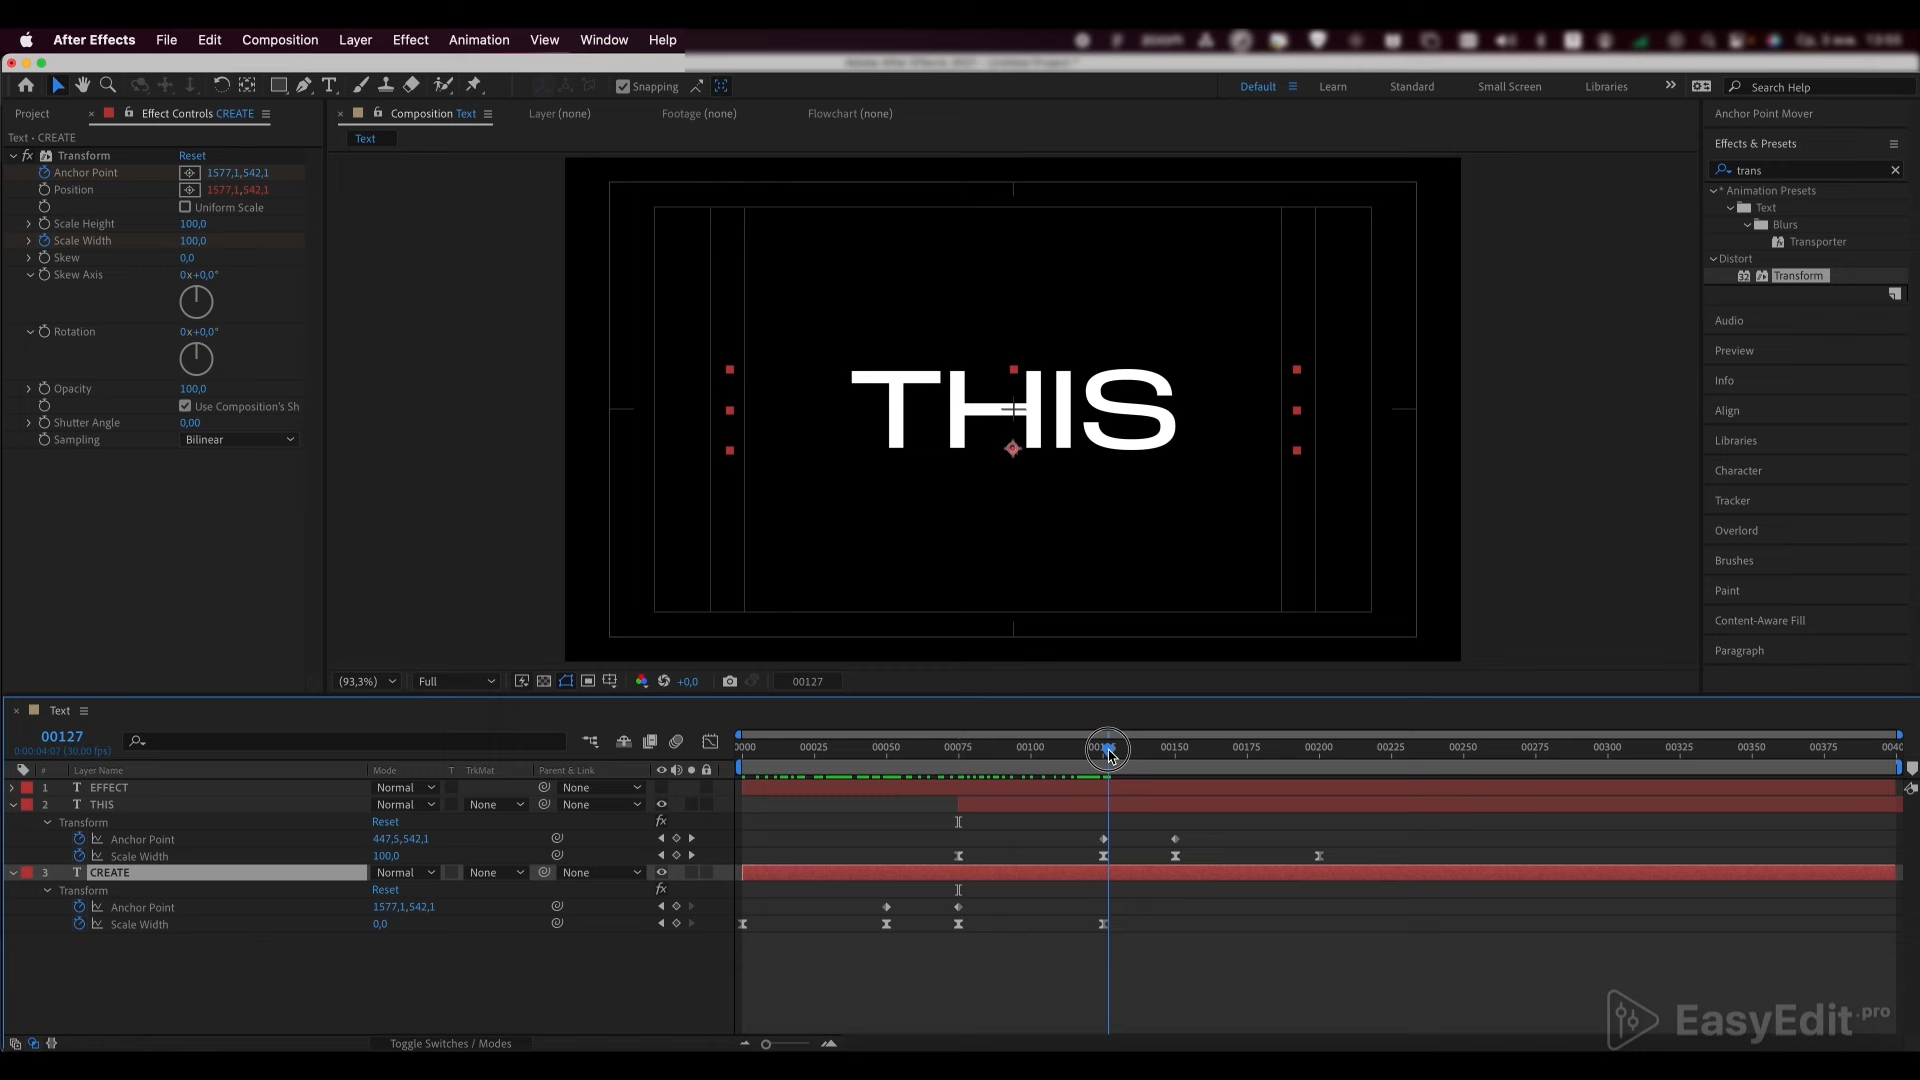 After Effects File Edit Composition Layer Effect Animation View Window Help
Snapping Default Learn Standard Small Screen Libraries Search Help
Project Effect Controls CREATE
Composition Text Layer (none) Footage (none) Flowchart (none)
Text • CREATE
Text
fx Transform Reset
Anchor Point 1577,1,542,1
Position 1577,1,542,1
Uniform Scale
Scale Height 100,0
Scale Width 100,0
Skew 0,0
Skew Axis 0x+0,0°
Rotation 0x+0,0°
Opacity 100,0
Use Composition's Sh
Shutter Angle 0,00
Sampling Bilinear
THIS
(93,3%) Full +0,0 00127
Anchor Point Mover
Effects & Presets
trans
* Animation Presets
Text
Blurs
Transporter
Distort
32 Transform
Audio
Preview
Info
Align
Libraries
Character
Tracker
Overlord
Brushes
Paint
Content-Aware Fill
Paragraph
Text
00127
0:00:04:07 (30.00 fps)
0000 00025 00050 00075 00100 00150 00175 00200 00225 00250 00275 00300 00325 00350 00375 0040
# Layer Name Mode T TrkMat Parent & Link
1 T EFFECT Normal None
2 T THIS Normal None None
Transform Reset fx
Anchor Point 447,5,542,1
Scale Width 100,0
3 T CREATE Normal None None
Transform Reset fx
Anchor Point 1577,1,542,1
Scale Width 0,0
Toggle Switches / Modes
EasyEdit.pro